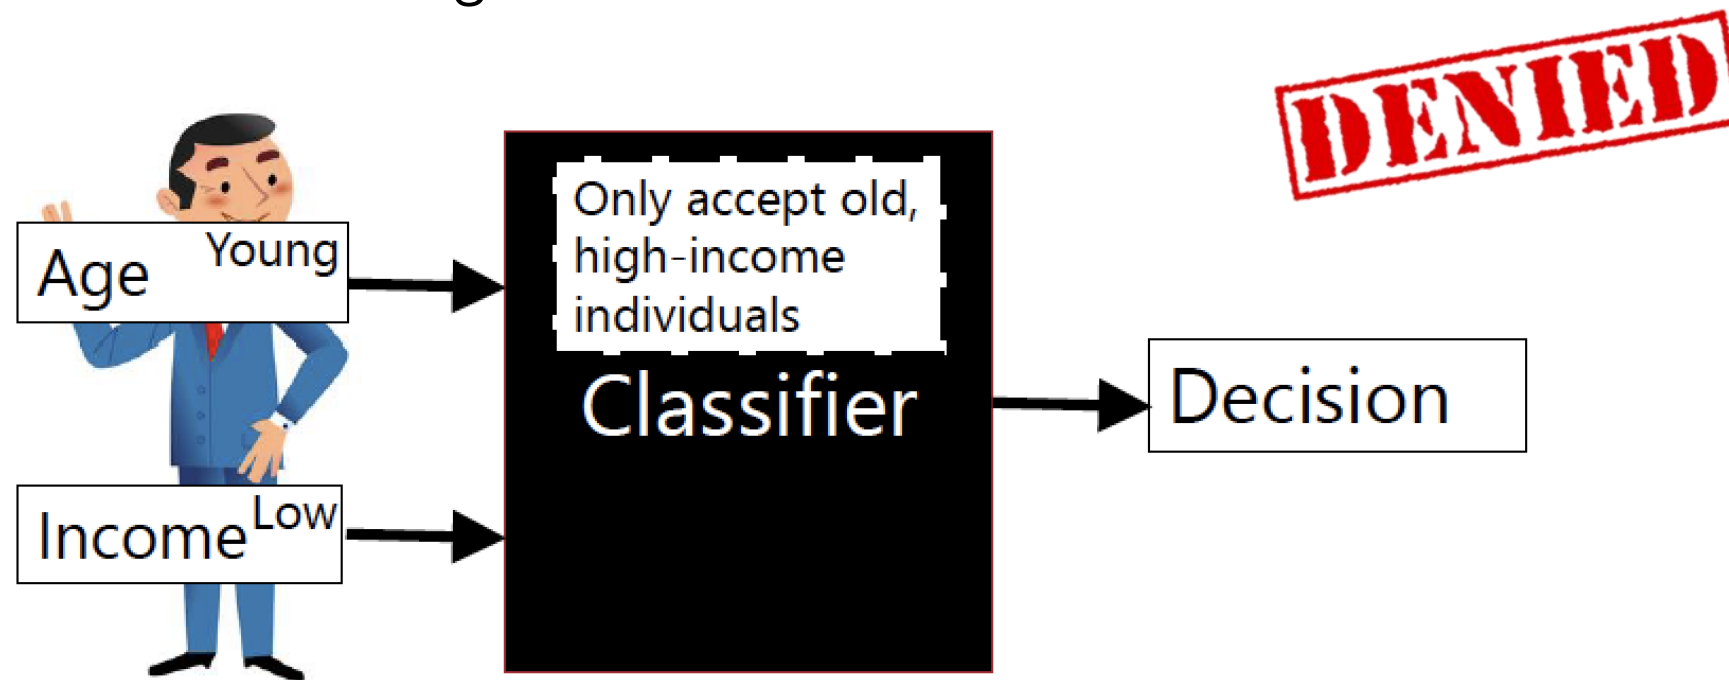 DENIED
Only accept old,
high-income
individuals
Age Young
Classifier
Decision
Income Low